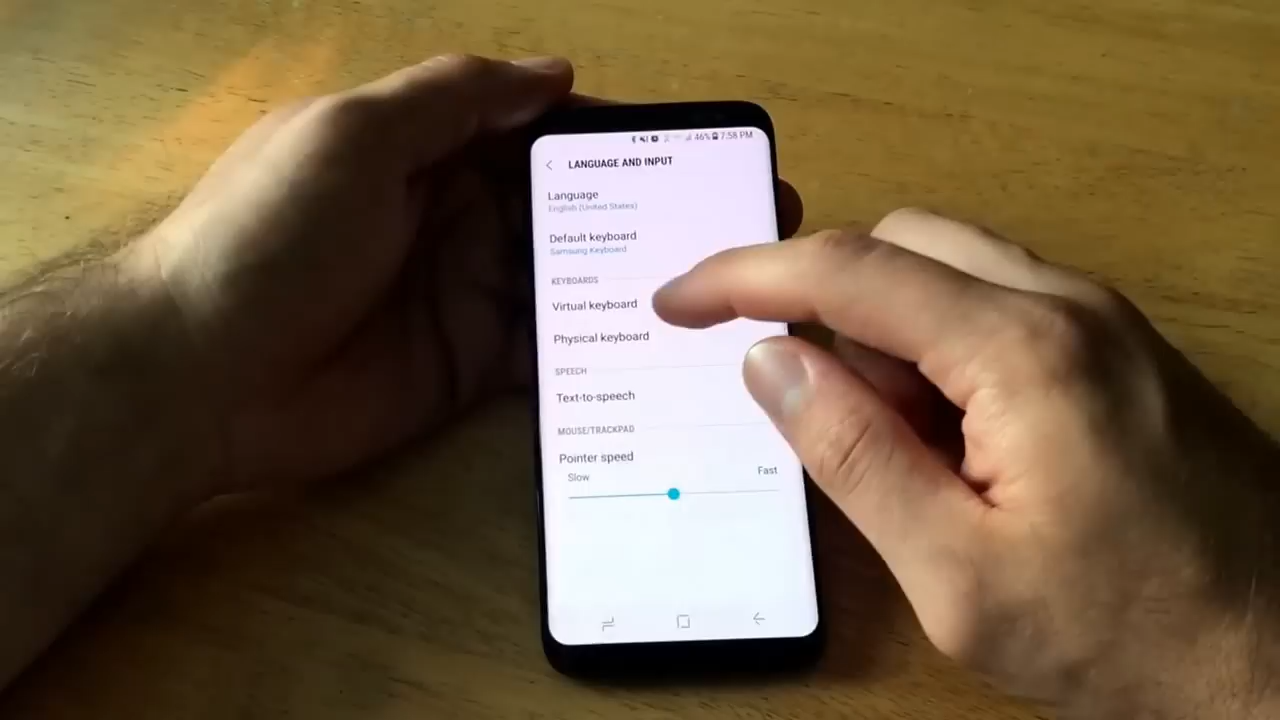 46% 7:58 PM
LANGUAGE AND INPUT
Language
English (United States)
Default keyboard
Samsung Keyboard
KEYBOARDS
Virtual keyboard
Physical keyboard
SPEECH
Text-to-speech
MOUSE/TRACKPAD
Pointer speed
Slow Fast